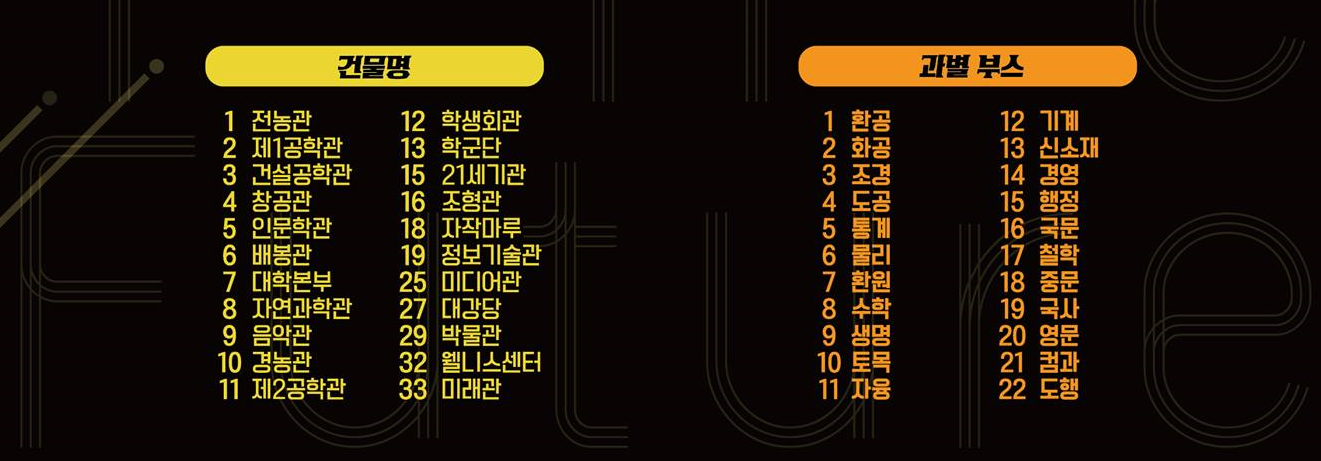 건물명
1 전농관
2 제1공학관
3 건설공학관
4 창공관
5 인문학관
6 배봉관
7 대학본부
8 자연과학관
9 음악관
10 경농관
11 제2공학관
12 학생회관
13 학군단
15 21세기관
16 조형관
18 자작마루
19 정보기술관
25 미디어관
27 대강당
29 박물관
32 웰니스센터
33 미래관
과별 부스
1 환공
2 화공
3 조경
4 도공
5 통계
6 물리
7 환원
8 수학
9 생명
10 토목
11 자융
12 기계
13 신소재
14 경영
15 행정
16 국문
17 철학
18 중문
19 국사
20 영문
21 컴과
22 도행
Future